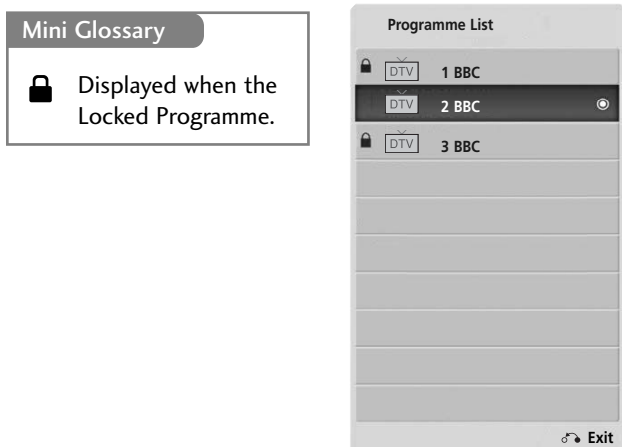 Mini Glossary
Displayed when the
Locked Programme.
Programme List
DTV 1 BBC
DTV 2 BBC
DTV 3 BBC
Exit